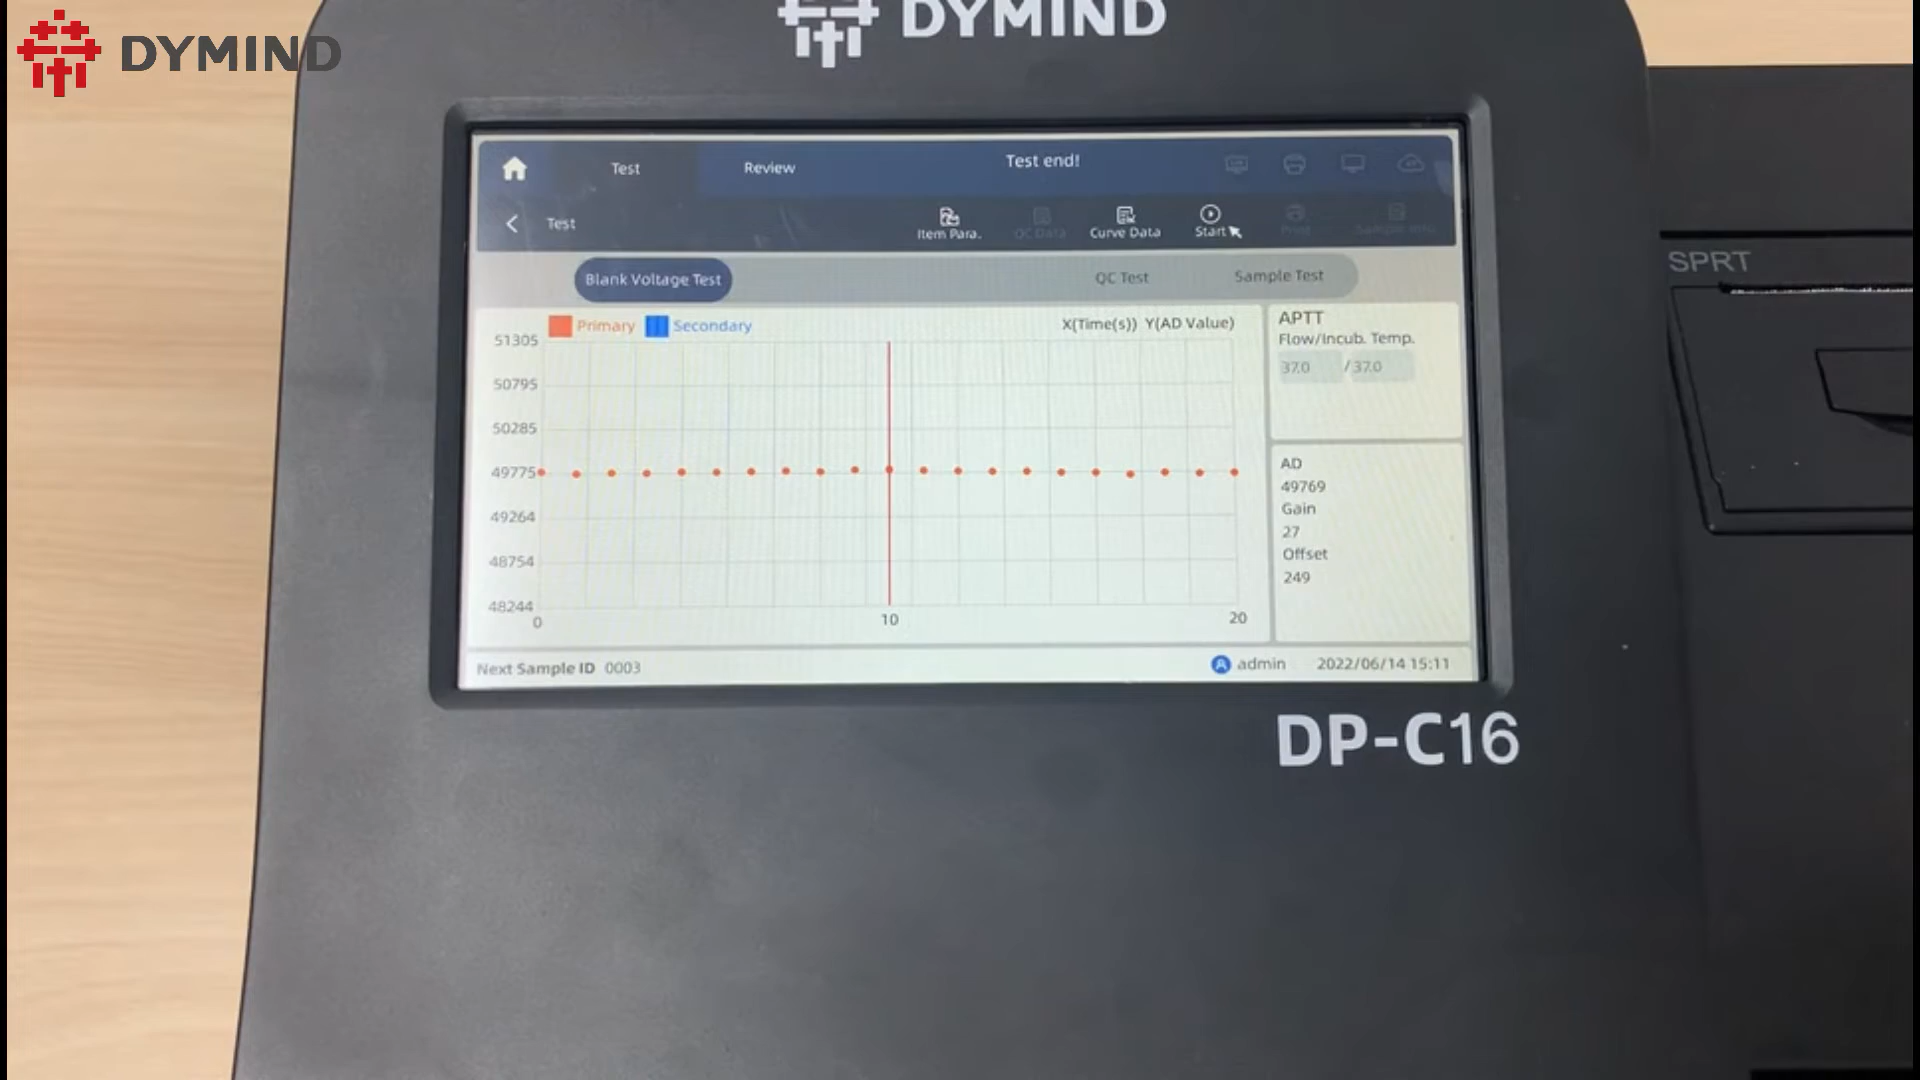 DYMIND
DYMIND
Test Review Test end!
Test Item Para. QC Data Curve Data Start Print
Blank Voltage Test QC Test Sample Test
Primary Secondary X(Time(s)) Y(AD Value)
51305
50795
50285
49775
49264
48754
48244
0 10 20
APTT
Flow/Incub. Temp.
37.0 / 37.0
AD
49769
Gain
27
Offset
249
Next Sample ID 0003 admin 2022/06/14 15:11
DP-C16
SPRT